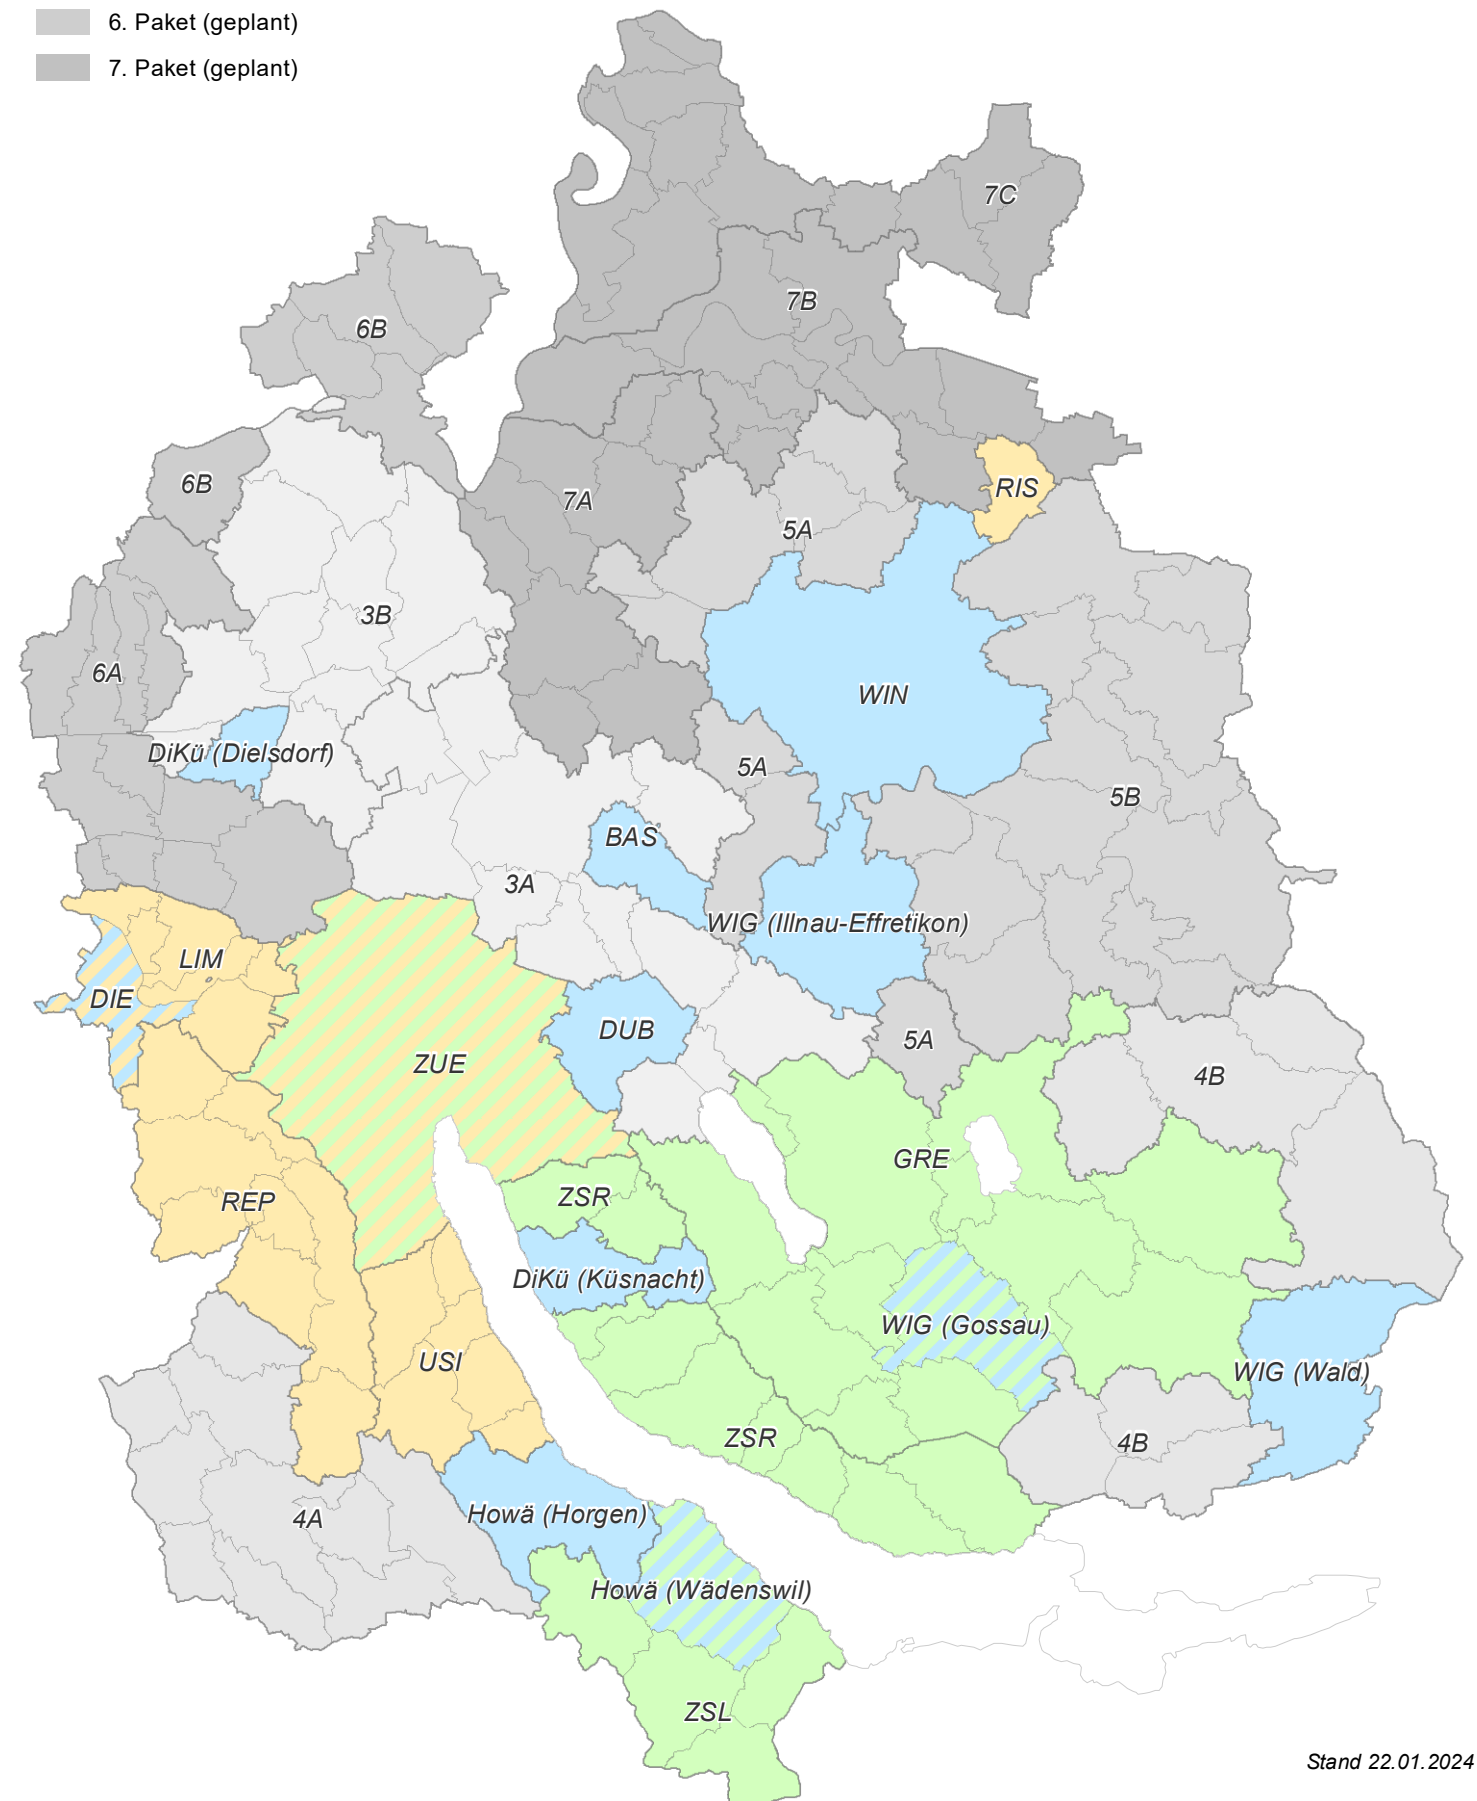 6. Paket (geplant)
7. Paket (geplant)
7C
7B
6B
6B
7A
RIS
5A
3B
6A
WIN
DiKü (Dielsdorf)
5A
5B
BAS
3A
WIG (Illnau-Effretikon)
LIM
DIE
DUB
5A
ZUE
4B
GRE
ZSR
REP
DiKü (Küsnacht)
WIG (Gossau)
USI
WIG (Wald)
ZSR
4B
Howä (Horgen)
4A
Howä (Wädenswil)
ZSL
Stand 22.01.2024